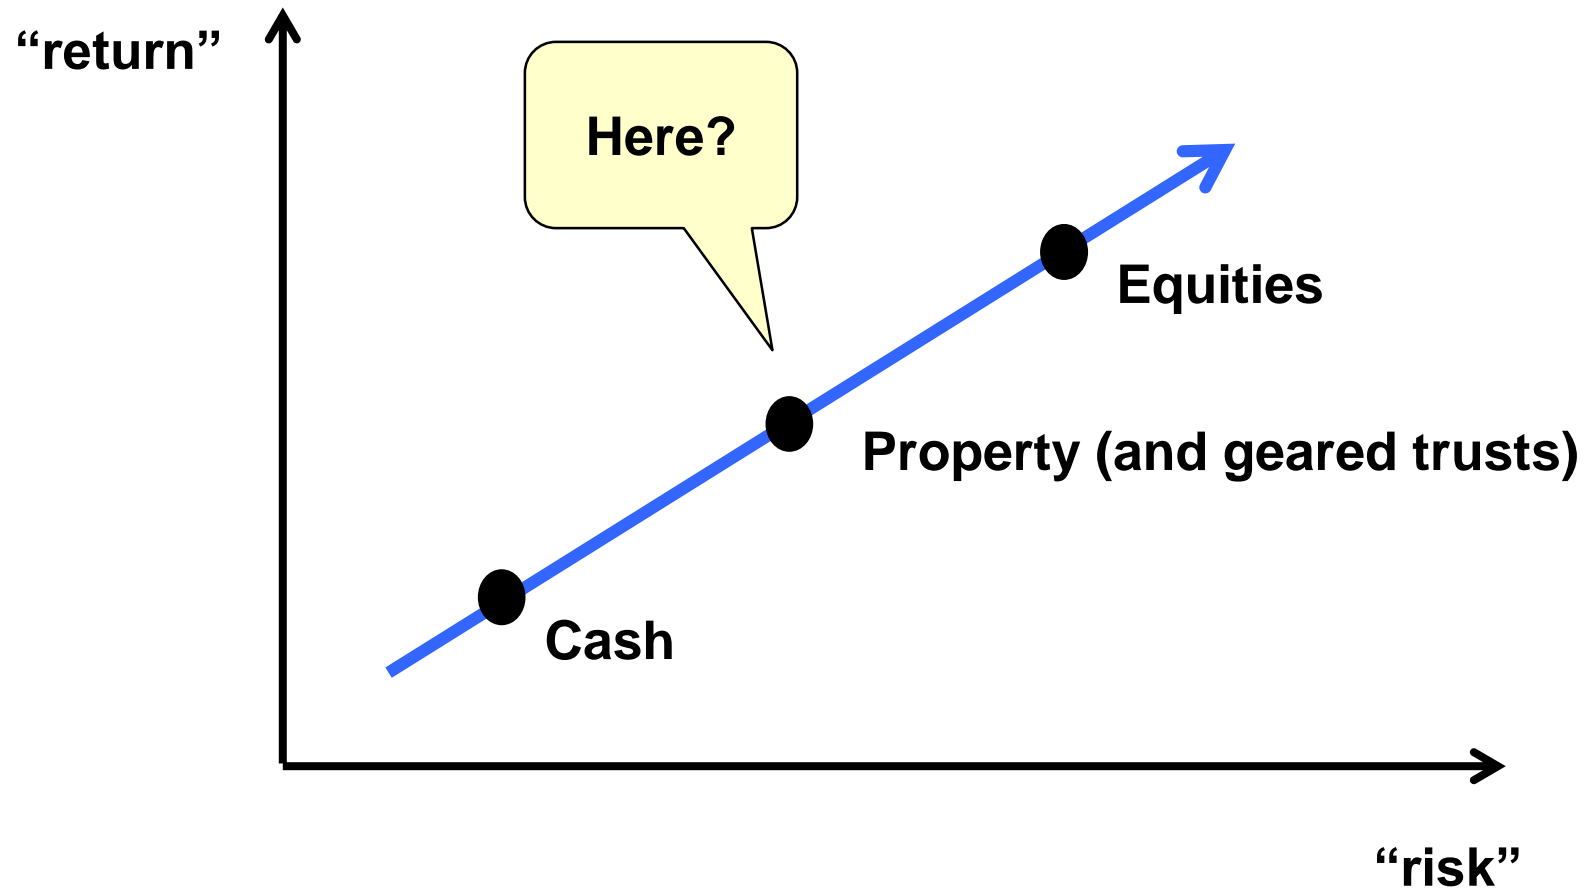 “return”
Here?
Equities
Property (and geared trusts)
Cash
“risk”